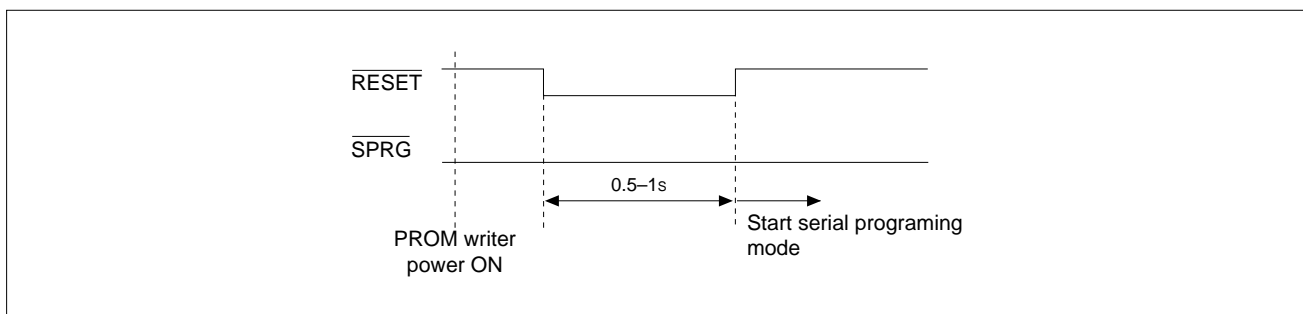 RESET
SPRG
0.5–1s
Start serial programing
mode
PROM writer
power ON